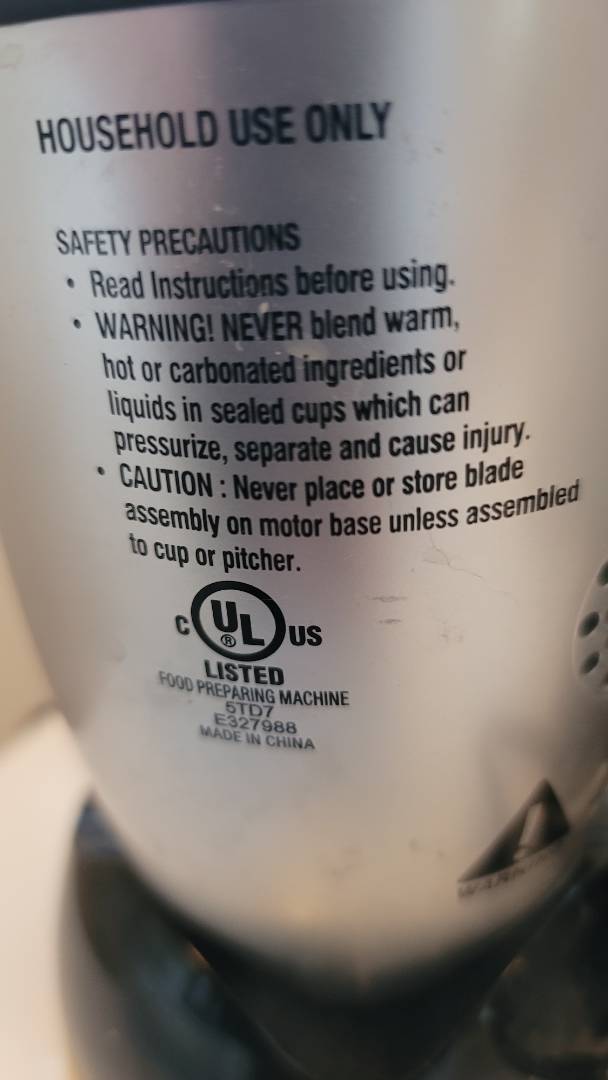 HOUSEHOLD USE ONLY
SAFETY PRECAUTIONS
• Read Instructions before using.
• WARNING! NEVER blend warm,
hot or carbonated ingredients or
liquids in sealed cups which can
pressurize, separate and cause injury.
• CAUTION : Never place or store blade
assembly on motor base unless assembled
to cup or pitcher.
C UL ® US
LISTED
FOOD PREPARING MACHINE
5TD7
E327988
MADE IN CHINA
WARNING